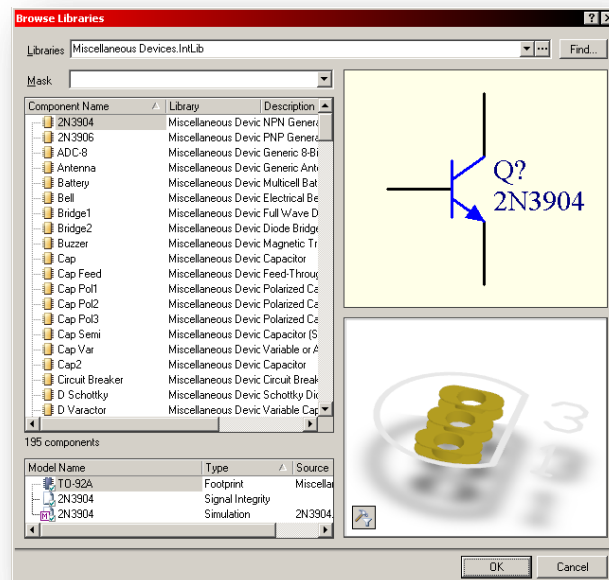 Browse Libraries
Libraries Miscellaneous Devices.IntLib Find...
Mask
Component Name Library Description
2N3904 Miscellaneous Devic NPN Genera
2N3906 Miscellaneous Devic PNP Genera
ADC-8 Miscellaneous Devic Generic 8-Bi
Antenna Miscellaneous Devic Generic Ante
Battery Miscellaneous Devic Multicell Bat
Bell Miscellaneous Devic Electrical Be
Bridge1 Miscellaneous Devic Full Wave D
Bridge2 Miscellaneous Devic Diode Bridge
Buzzer Miscellaneous Devic Magnetic Tr
Cap Miscellaneous Devic Capacitor
Cap Feed Miscellaneous Devic Feed-Throug
Cap Pol1 Miscellaneous Devic Polarized Ca
Cap Pol2 Miscellaneous Devic Polarized Ca
Cap Pol3 Miscellaneous Devic Polarized Ca
Cap Semi Miscellaneous Devic Capacitor (S
Cap Var Miscellaneous Devic Variable or A
Cap2 Miscellaneous Devic Capacitor
Circuit Breaker Miscellaneous Devic Circuit Break
D Schottky Miscellaneous Devic Schottky Dio
D Varactor Miscellaneous Devic Variable Cap
195 components
Model Name Type Source
TO-92A Footprint Miscellar
2N3904 Signal Integrity
2N3904 Simulation 2N3904.
Q?
2N3904
3
2
1
OK Cancel